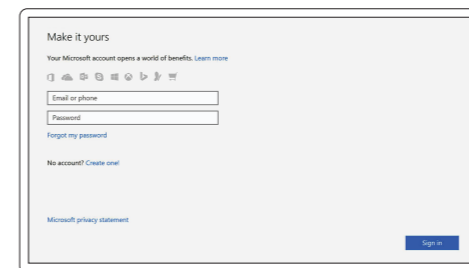 Make it yours
Your Microsoft account opens a world of benefits. Learn more
Email or phone
Password
Forgot my password
No account? Create one!
Microsoft privacy statement
Sign in